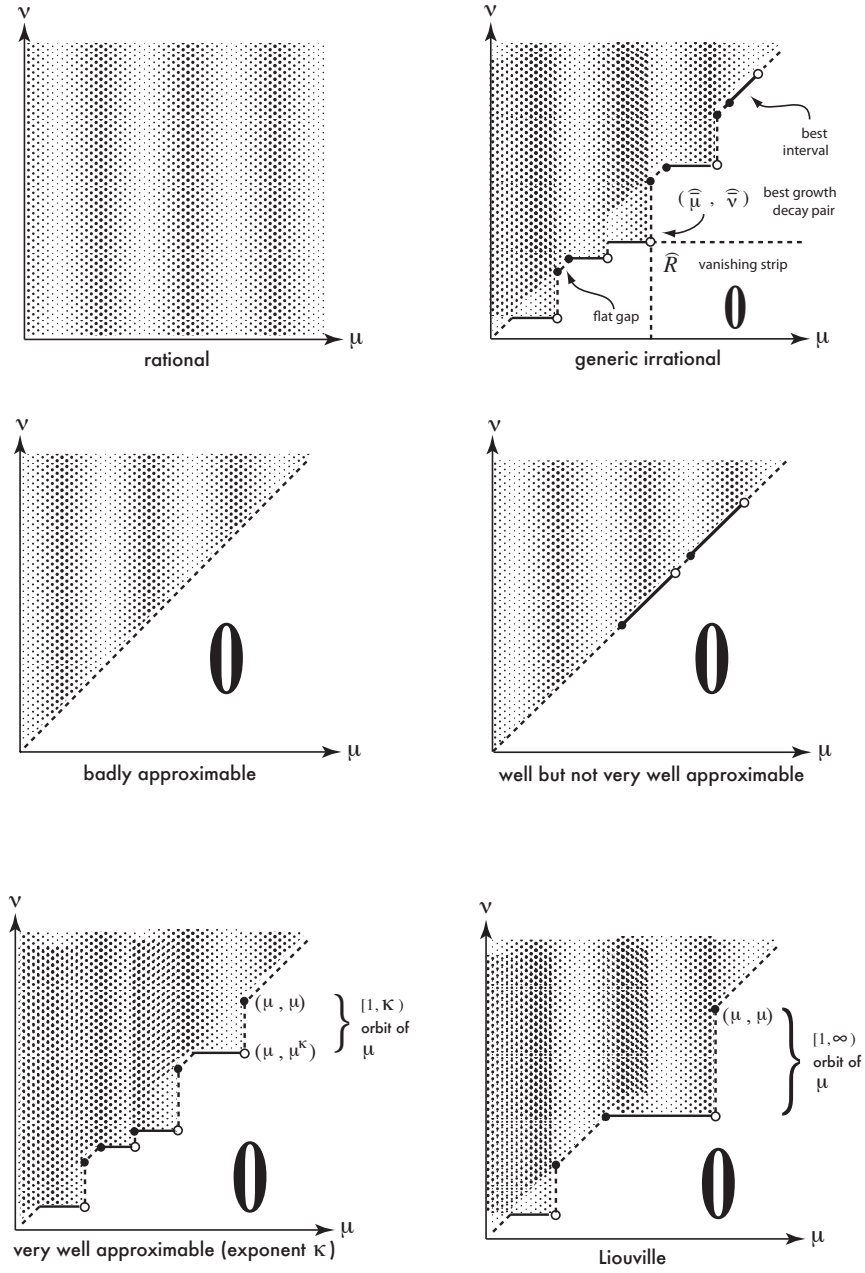 ν
μ
rational
ν
best
interval
( μ̂ , ν̂ )
best growth
decay pair
R̂
vanishing strip
flat gap
0
μ
generic irrational
ν
0
μ
badly approximable
ν
0
μ
well but not very well approximable
ν
(μ , μ)
(μ , μ^κ)
[1,κ)
orbit of
μ
0
μ
very well approximable (exponent κ)
ν
(μ , μ)
[1,∞)
orbit of
μ
0
μ
Liouville